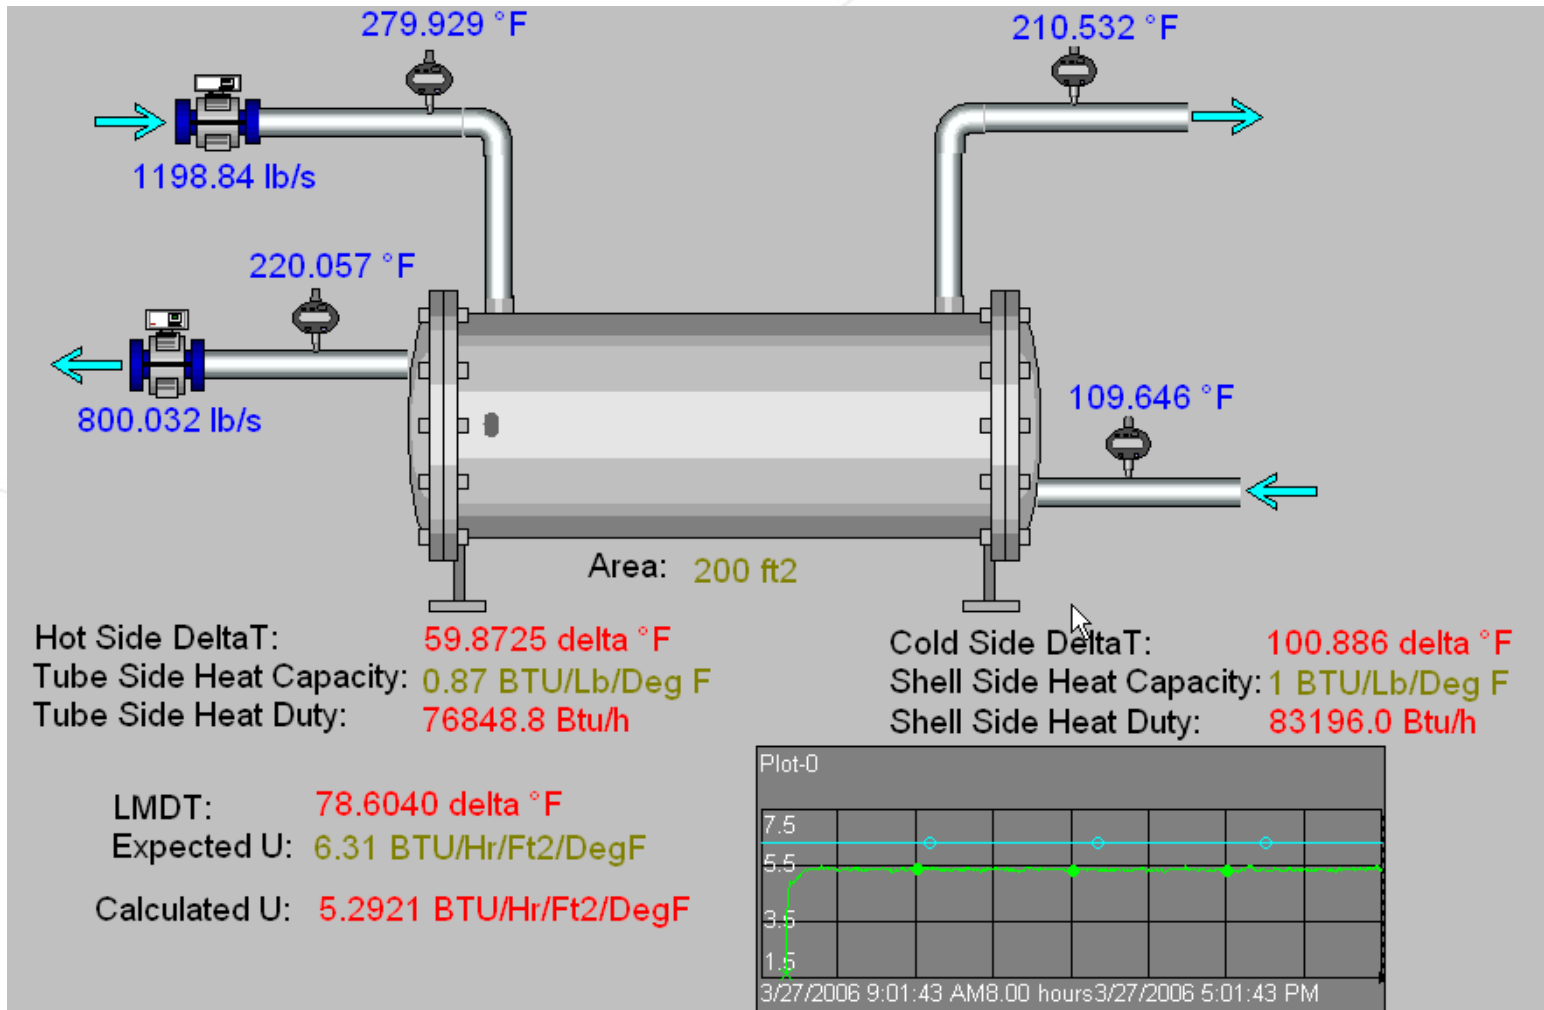 279.929 °F
210.532 °F
1198.84 lb/s
220.057 °F
800.032 lb/s
109.646 °F
Area: 200 ft2
Hot Side DeltaT: 59.8725 delta °F
Tube Side Heat Capacity: 0.87 BTU/Lb/Deg F
Tube Side Heat Duty: 76848.8 Btu/h
Cold Side DeltaT: 100.886 delta °F
Shell Side Heat Capacity: 1 BTU/Lb/Deg F
Shell Side Heat Duty: 83196.0 Btu/h
LMDT: 78.6040 delta °F
Expected U: 6.31 BTU/Hr/Ft2/DegF
Calculated U: 5.2921 BTU/Hr/Ft2/DegF
Plot-0
7.5
5.5
3.5
1.5
3/27/2006 9:01:43 AM8.00 hours3/27/2006 5:01:43 PM